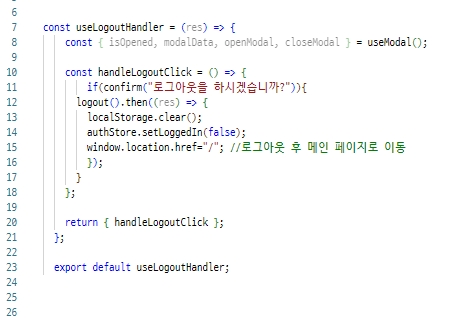 6
7 const useLogoutHandler = (res) => {
8 const { isOpened, modalData, openModal, closeModal } = useModal();
9
10 const handleLogoutClick = () => {
11 if(confirm("로그아웃을 하시겠습니까?")){
12 logout().then((res) => {
13 localStorage.clear();
14 authStore.setLoggedIn(false);
15 window.location.href="/"; //로그아웃 후 메인 페이지로 이동
16 });
17 }
18 };
19
20 return { handleLogoutClick };
21 };
22
23 export default useLogoutHandler;
24
25
26